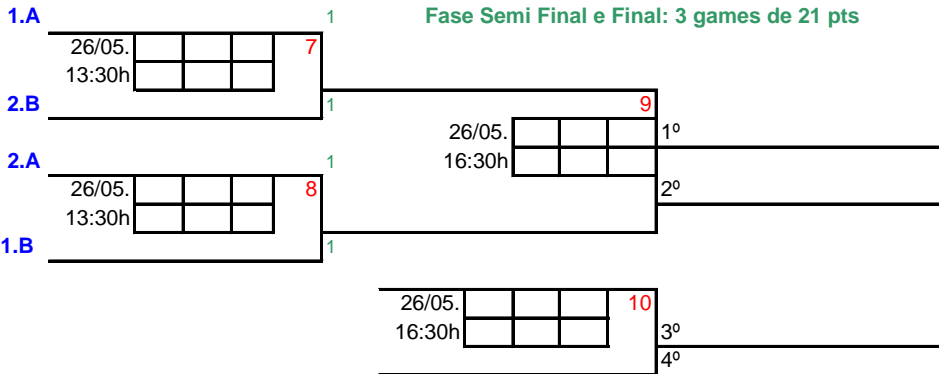 1.A 1 Fase Semi Final e Final: 3 games de 21 pts
26/05. 7
13:30h
2.B 1 9
26/05. 1º
2.A 1 16:30h
26/05. 8 2º
13:30h
1.B 1
26/05. 10
16:30h 3º
4º